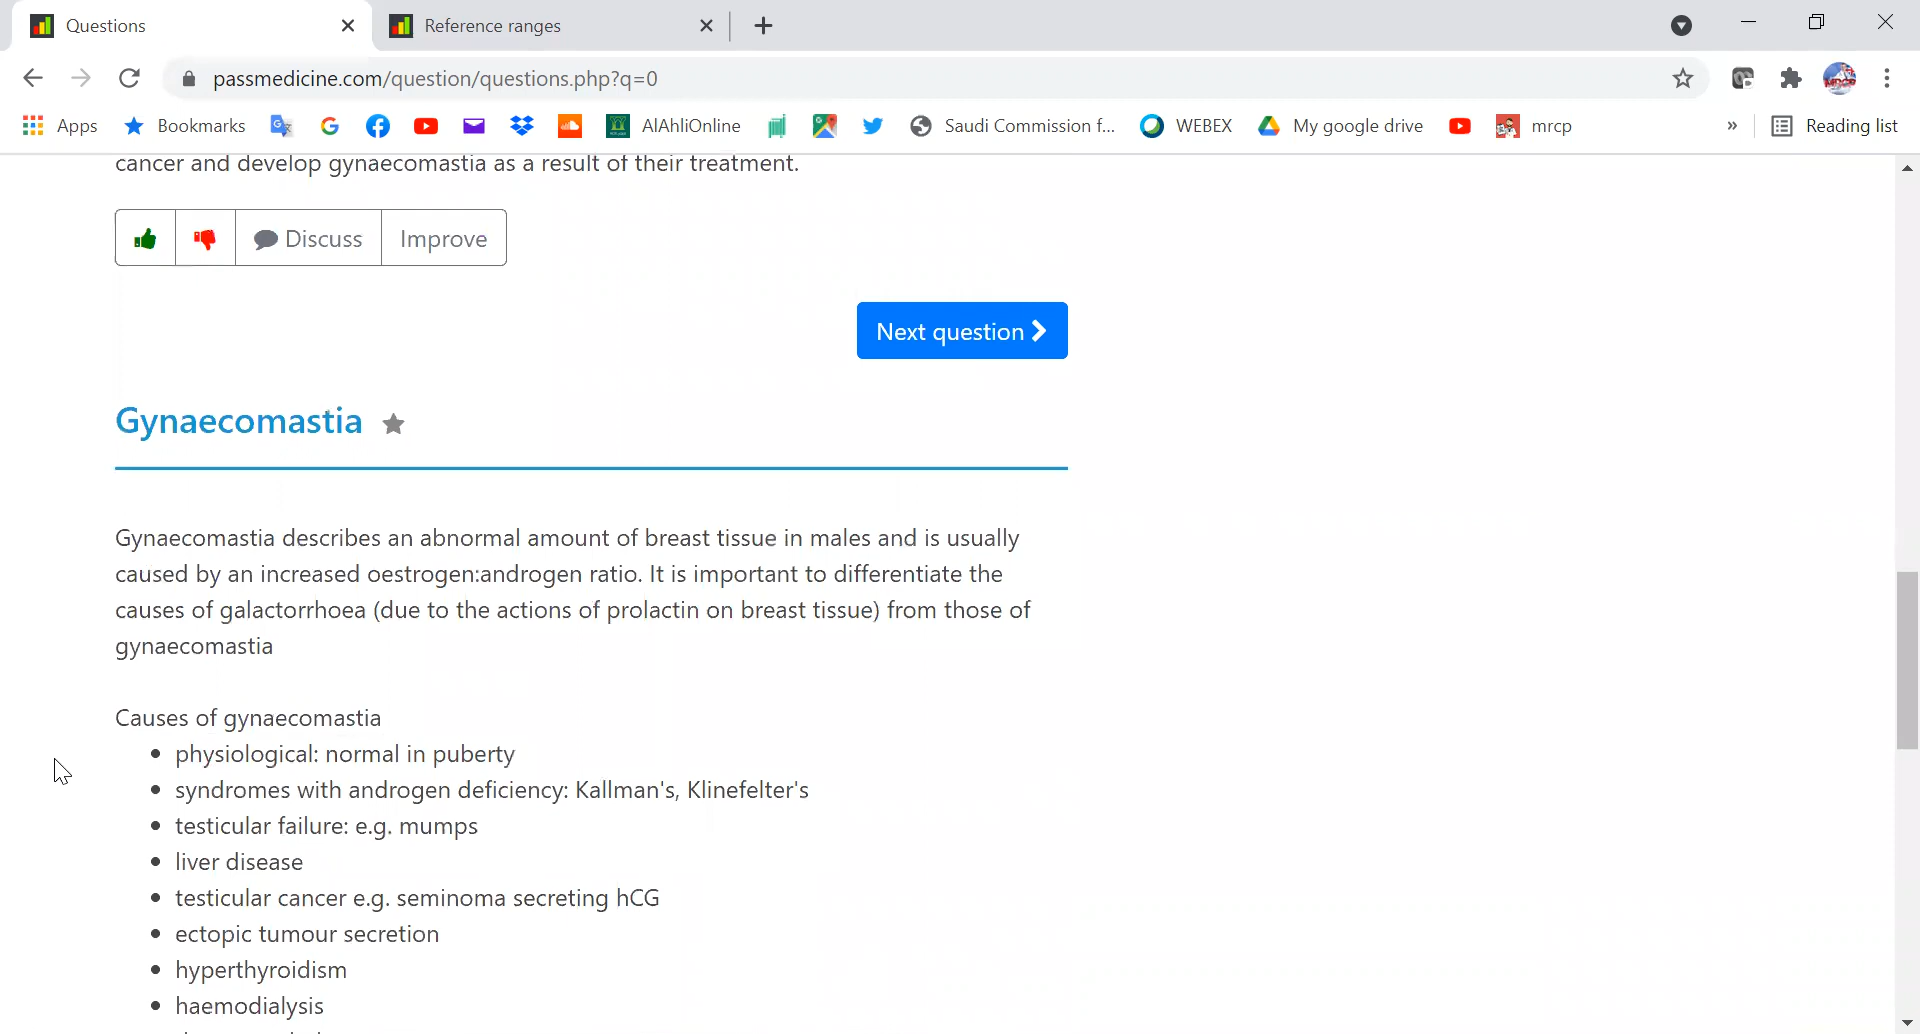 Questions
Reference ranges
passmedicine.com/question/questions.php?q=0
Apps Bookmarks AlAhliOnline Saudi Commission f... WEBEX My google drive mrcp » Reading list
cancer and develop gynaecomastia as a result of their treatment.
Discuss Improve
Next question
Gynaecomastia
Gynaecomastia describes an abnormal amount of breast tissue in males and is usually
caused by an increased oestrogen:androgen ratio. It is important to differentiate the
causes of galactorrhoea (due to the actions of prolactin on breast tissue) from those of
gynaecomastia
Causes of gynaecomastia
• physiological: normal in puberty
• syndromes with androgen deficiency: Kallman's, Klinefelter's
• testicular failure: e.g. mumps
• liver disease
• testicular cancer e.g. seminoma secreting hCG
• ectopic tumour secretion
• hyperthyroidism
• haemodialysis